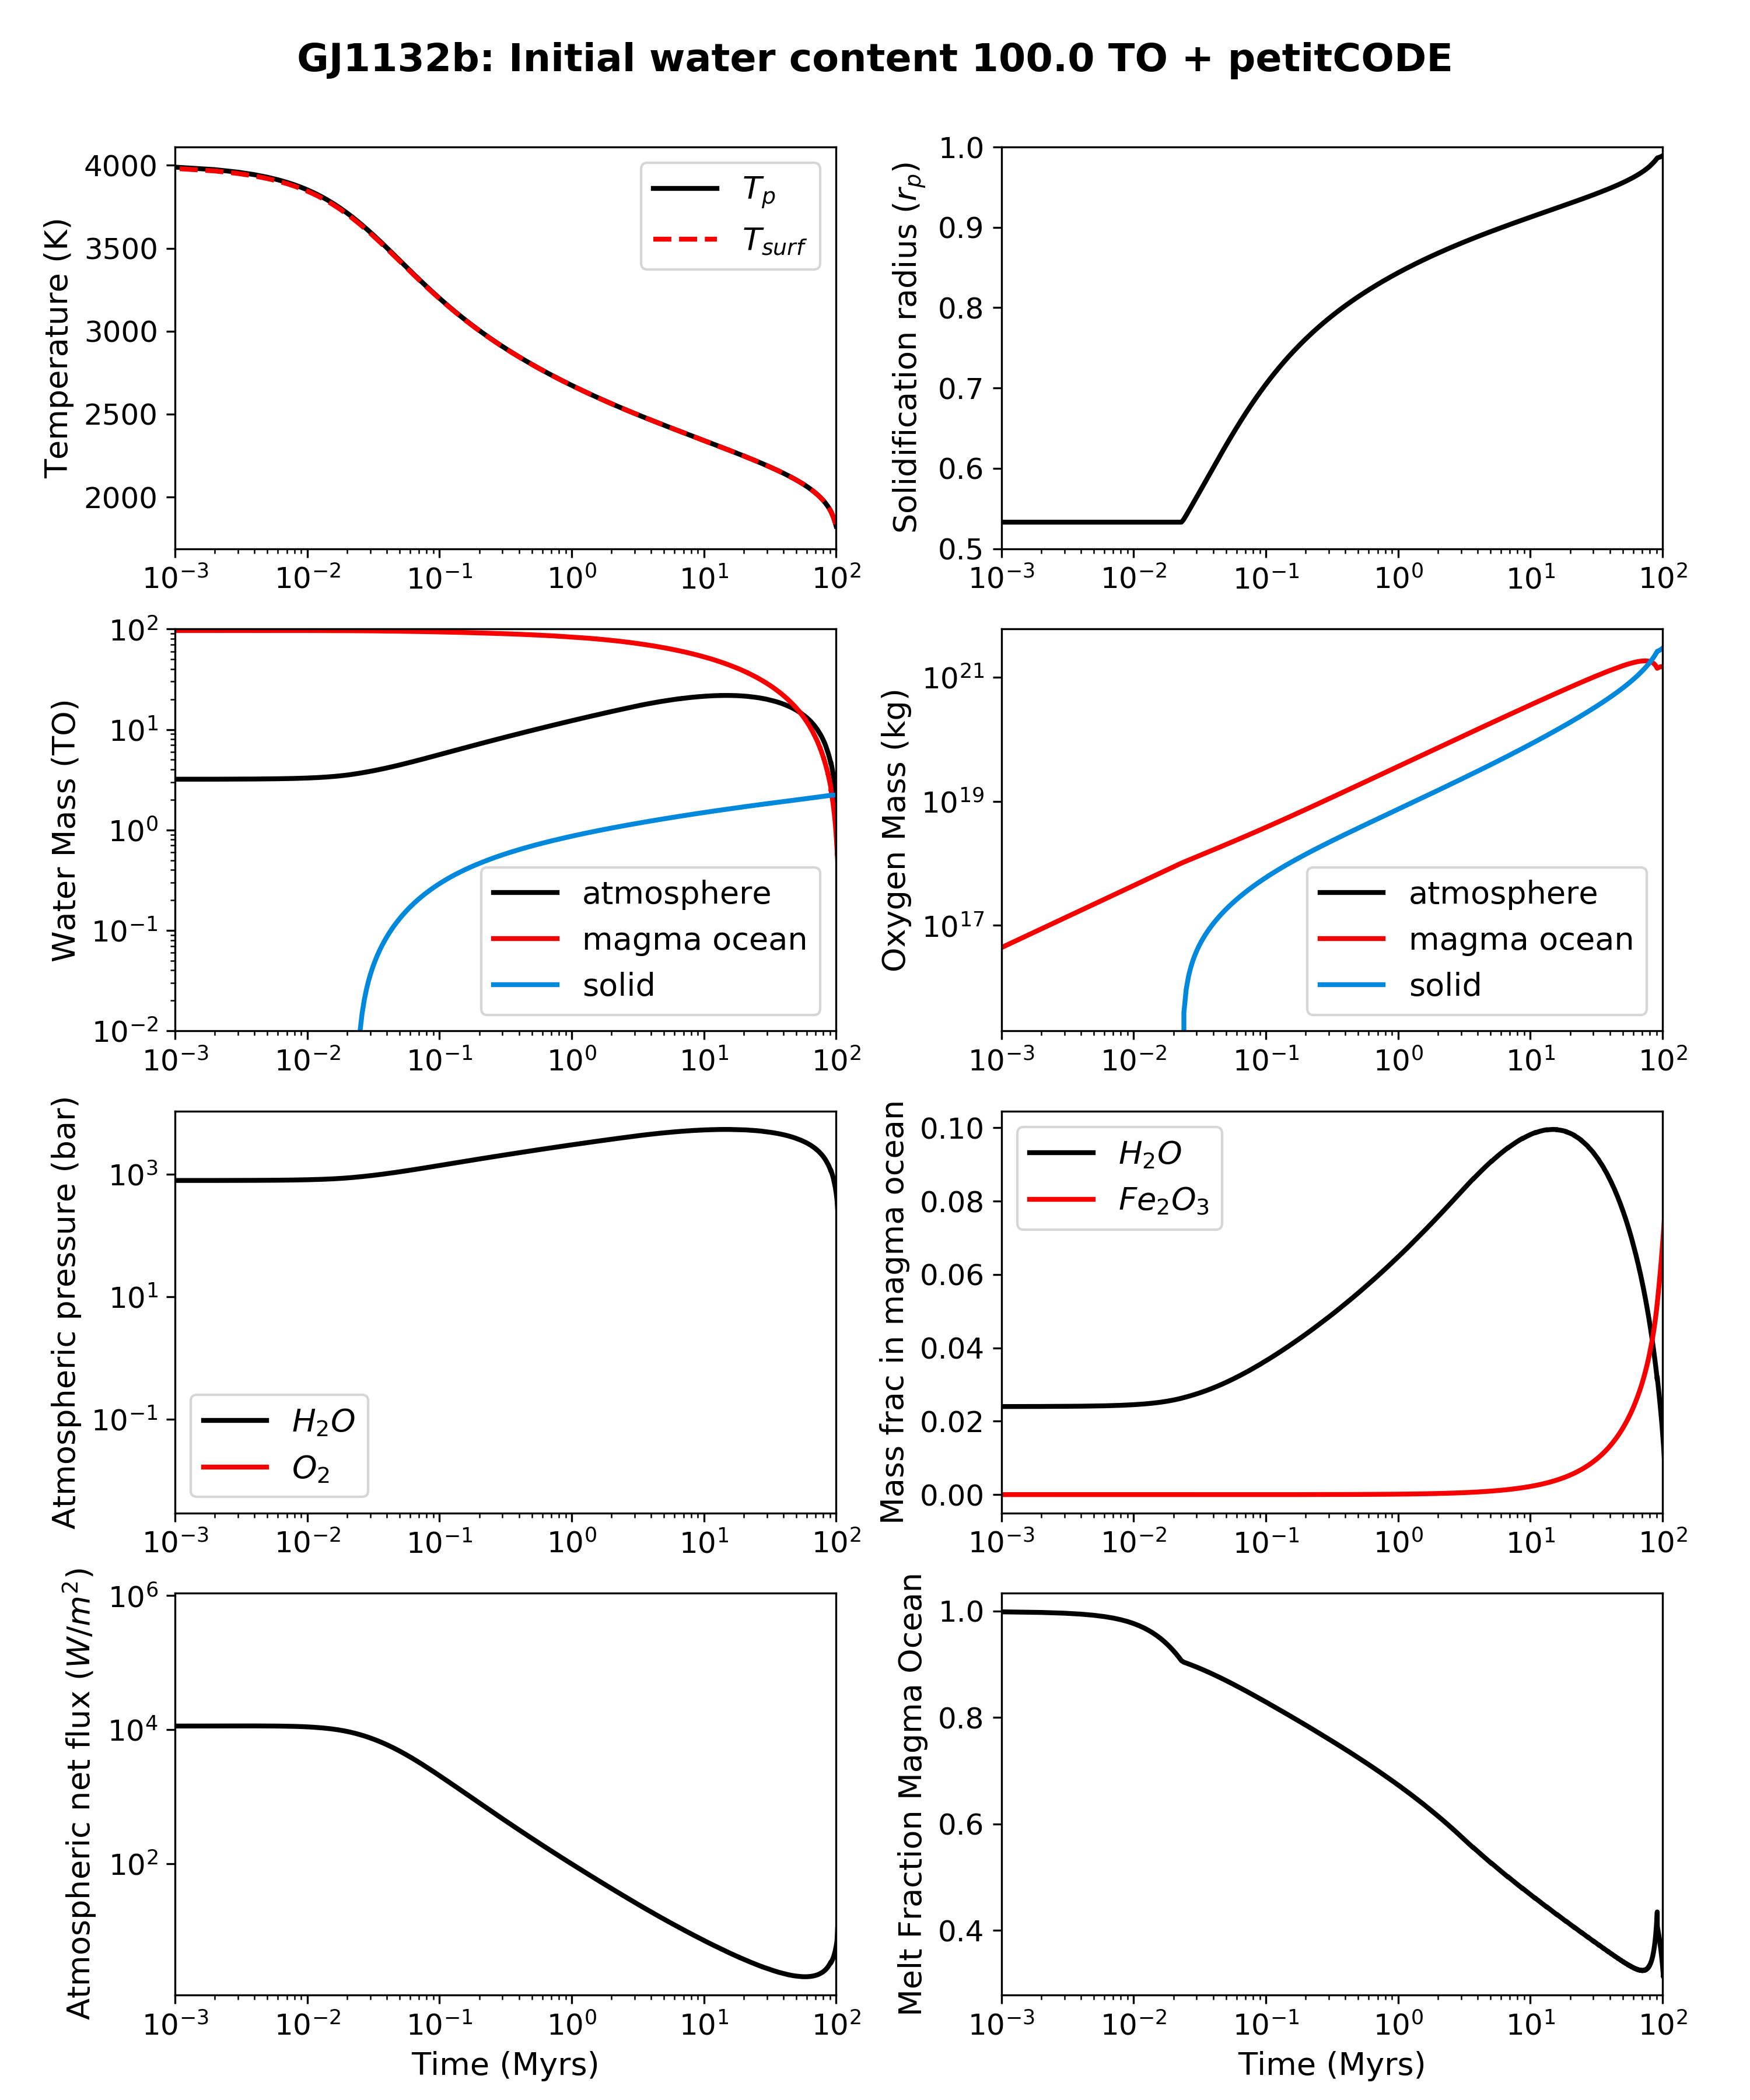 GJ1132b: Initial water content 100.0 TO + petitCODE
Temperature (K)
4000
3500
3000
2500
2000
T_p
T_surf
10^-3 10^-2 10^-1 10^0 10^1 10^2
Solidification radius (r_p)
1.0
0.9
0.8
0.7
0.6
0.5
10^-3 10^-2 10^-1 10^0 10^1 10^2
Water Mass (TO)
10^2
10^1
10^0
10^-1
10^-2
atmosphere
magma ocean
solid
10^-3 10^-2 10^-1 10^0 10^1 10^2
Oxygen Mass (kg)
10^21
10^19
10^17
atmosphere
magma ocean
solid
10^-3 10^-2 10^-1 10^0 10^1 10^2
Atmospheric pressure (bar)
10^3
10^1
10^-1
H_2O
O_2
10^-3 10^-2 10^-1 10^0 10^1 10^2
Mass frac in magma ocean
0.10
0.08
0.06
0.04
0.02
0.00
H_2O
Fe_2O_3
10^-3 10^-2 10^-1 10^0 10^1 10^2
Atmospheric net flux (W/m^2)
10^6
10^4
10^2
10^-3 10^-2 10^-1 10^0 10^1 10^2
Time (Myrs)
Melt Fraction Magma Ocean
1.0
0.8
0.6
0.4
10^-3 10^-2 10^-1 10^0 10^1 10^2
Time (Myrs)